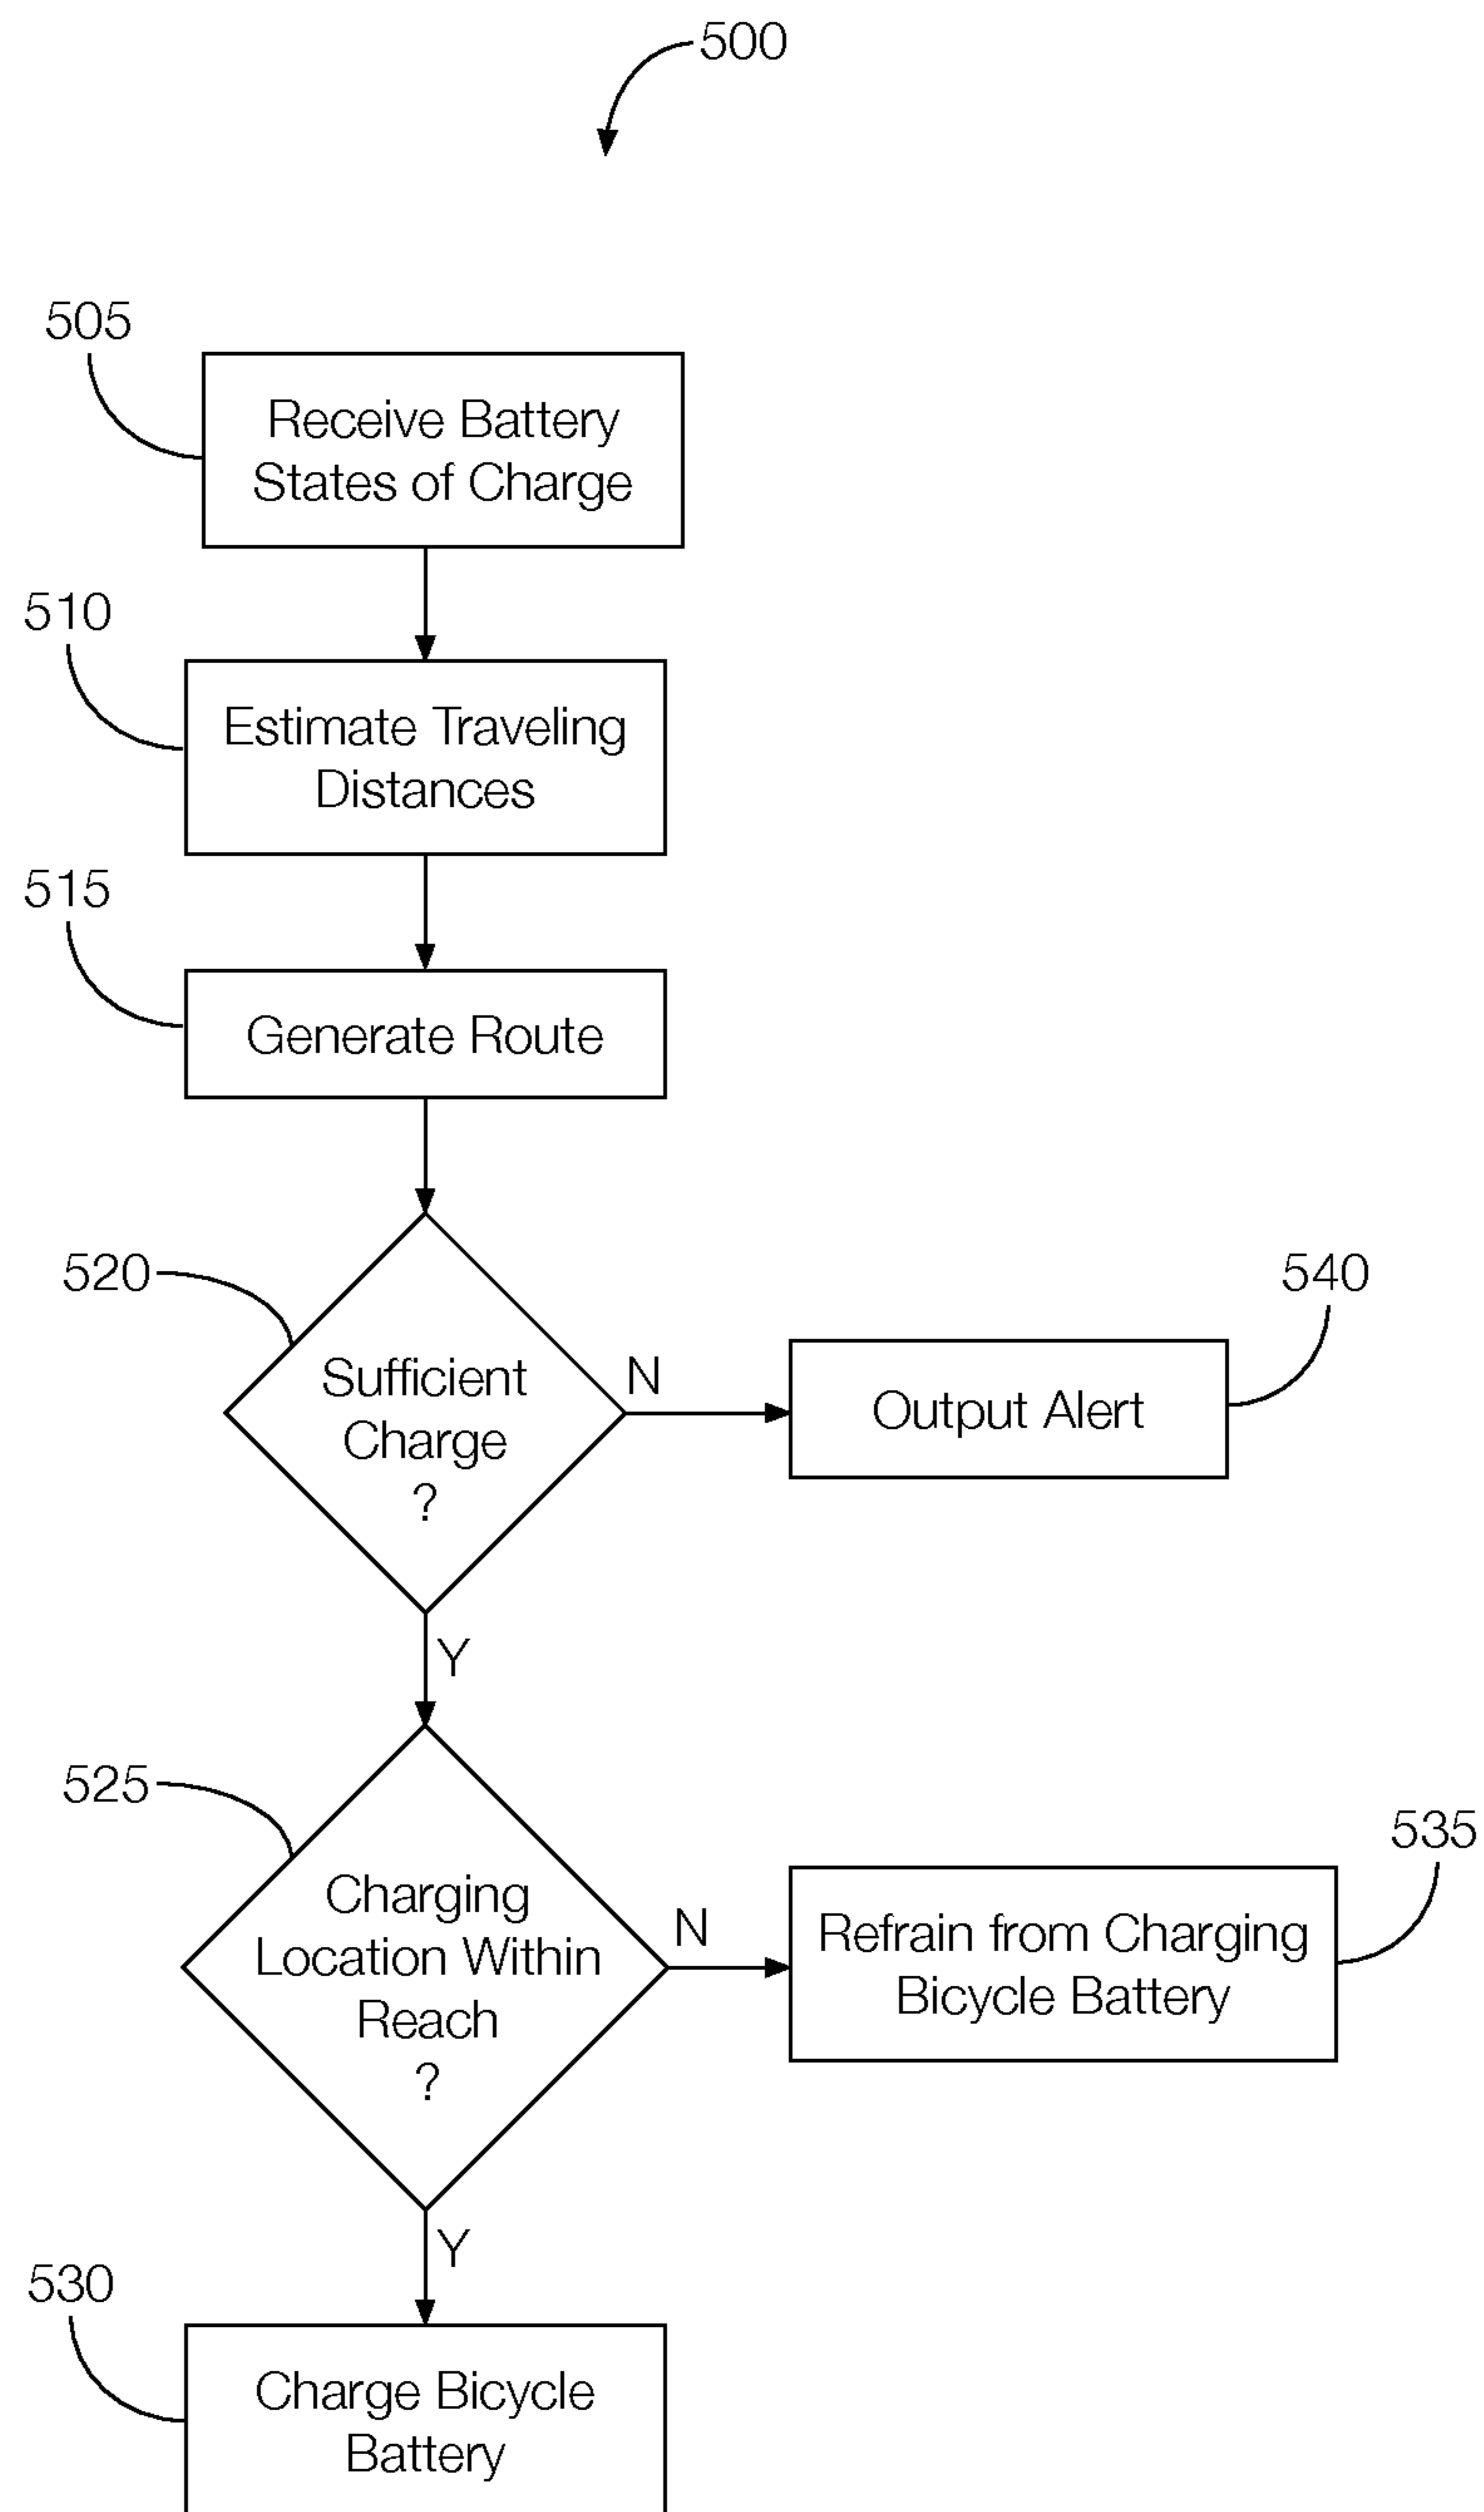 500
505
Receive Battery
States of Charge
510
Estimate Traveling
Distances
515
Generate Route
520
Sufficient
Charge
?
N
540
Output Alert
Y
525
Charging
Location Within
Reach
?
N
535
Refrain from Charging
Bicycle Battery
Y
530
Charge Bicycle
Battery